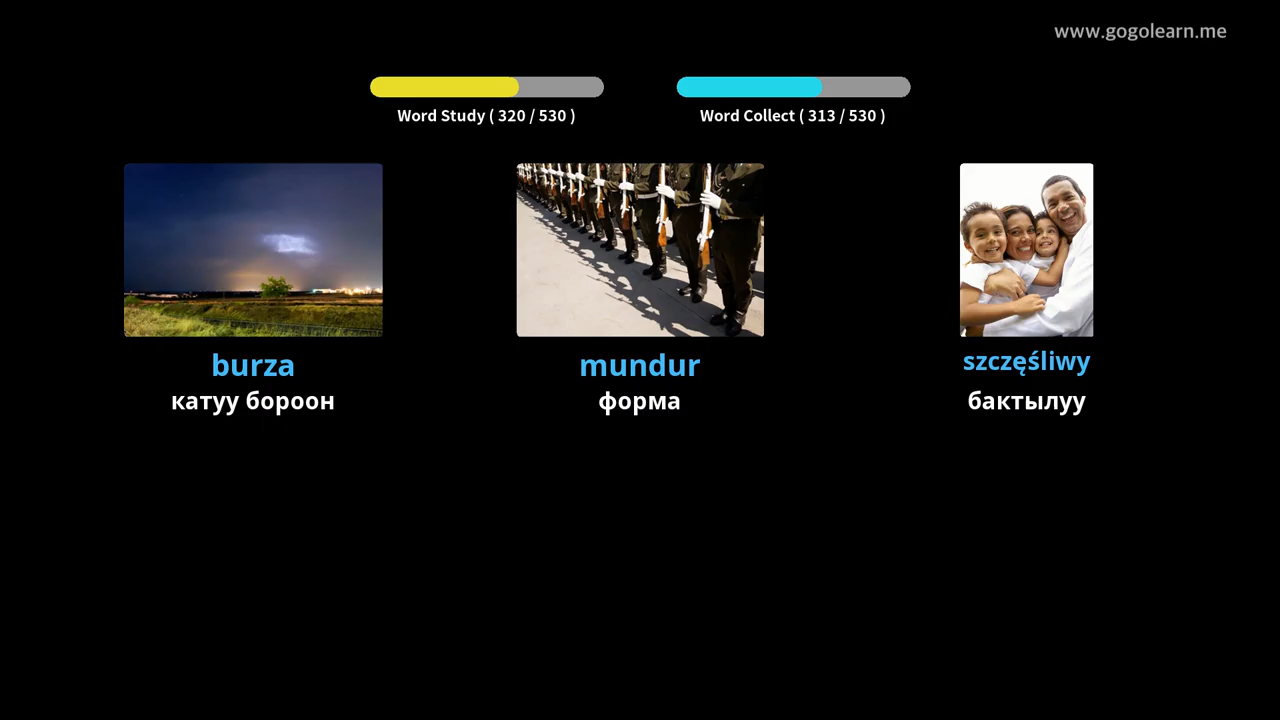 www.gogolearn.me
Word Study ( 320 / 530 )
Word Collect ( 313 / 530 )
burza
катуу бороон
mundur
форма
szczęśliwy
бактылуу